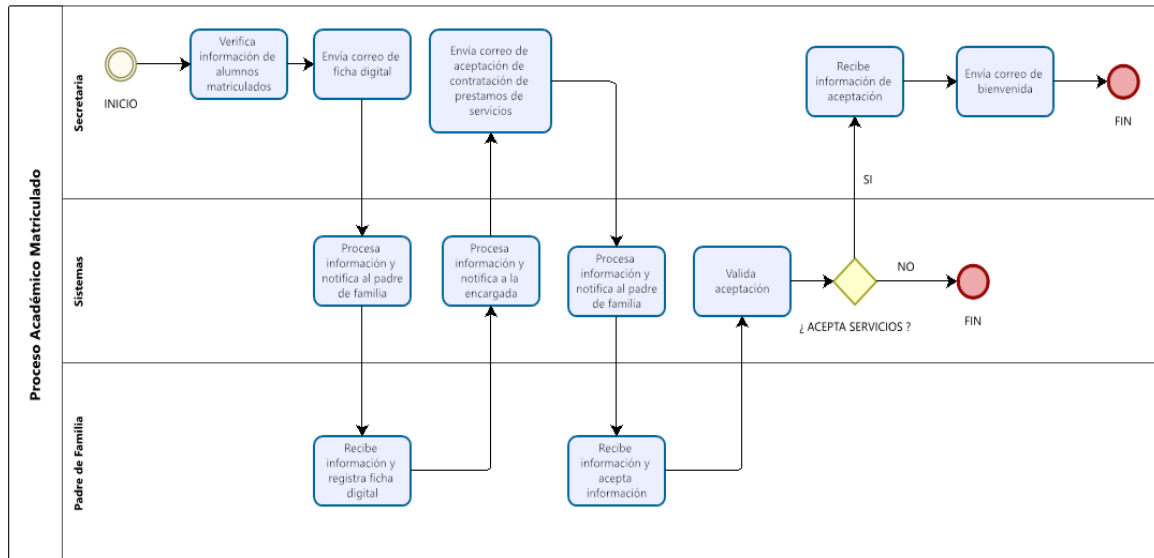 Proceso Académico Matriculado
Secretaria
INICIO
Verifica
información de
alumnos
matriculados
Envía correo de
ficha digital
Envía correo de
aceptación de
contratación de
prestamos de
servicios
Recibe
información de
aceptación
Envía correo de
bienvenida
FIN
SI
Sistemas
Procesa
información y
notifica al padre
de familia
Procesa
información y
notifica a la
encargada
Procesa
información y
notifica al padre
de familia
Valida
aceptación
¿ ACEPTA SERVICIOS ?
NO
FIN
Padre de Familia
Recibe
información y
registra ficha
digital
Recibe
información y
acepta
información